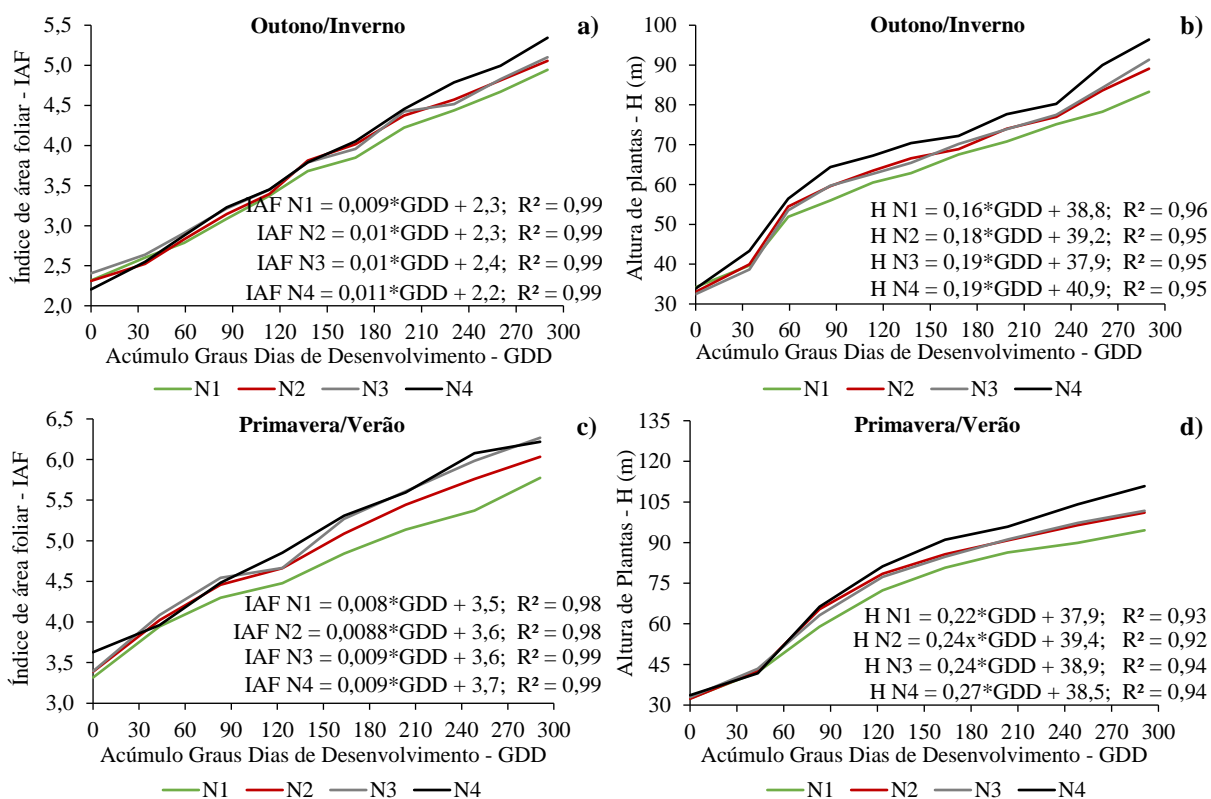 Outono/Inverno
a)
Índice de área foliar - IAF
5,5
5,0
4,5
4,0
3,5
3,0
2,5
2,0
IAF N1 = 0,009*GDD + 2,3; R² = 0,99
IAF N2 = 0,01*GDD + 2,3; R² = 0,99
IAF N3 = 0,01*GDD + 2,4; R² = 0,99
IAF N4 = 0,011*GDD + 2,2; R² = 0,99
0 30 60 90 120 150 180 210 240 270 300
Acúmulo Graus Dias de Desenvolvimento - GDD
N1 N2 N3 N4
Outono/Inverno
b)
Altura de plantas - H (m)
100
90
80
70
60
50
40
30
H N1 = 0,16*GDD + 38,8; R² = 0,96
H N2 = 0,18*GDD + 39,2; R² = 0,95
H N3 = 0,19*GDD + 37,9; R² = 0,95
H N4 = 0,19*GDD + 40,9; R² = 0,95
0 30 60 90 120 150 180 210 240 270 300
Acúmulo Graus Dias de Desenvolvimento - GDD
N1 N2 N3 N4
Primavera/Verão
c)
Índice de área foliar - IAF
6,5
6,0
5,5
5,0
4,5
4,0
3,5
3,0
IAF N1 = 0,008*GDD + 3,5; R² = 0,98
IAF N2 = 0,0088*GDD + 3,6; R² = 0,98
IAF N3 = 0,009*GDD + 3,6; R² = 0,99
IAF N4 = 0,009*GDD + 3,7; R² = 0,99
0 30 60 90 120 150 180 210 240 270 300
Acúmulo Graus Dias de Desenvolvimento - GDD
N1 N2 N3 N4
Primavera/Verão
d)
Altura de Plantas - H (m)
135
120
105
90
75
60
45
30
H N1 = 0,22*GDD + 37,9; R² = 0,93
H N2 = 0,24x*GDD + 39,4; R² = 0,92
H N3 = 0,24*GDD + 38,9; R² = 0,94
H N4 = 0,27*GDD + 38,5; R² = 0,94
0 30 60 90 120 150 180 210 240 270 300
Acúmulo Graus Dias de Desenvolvimento - GDD
N1 N2 N3 N4